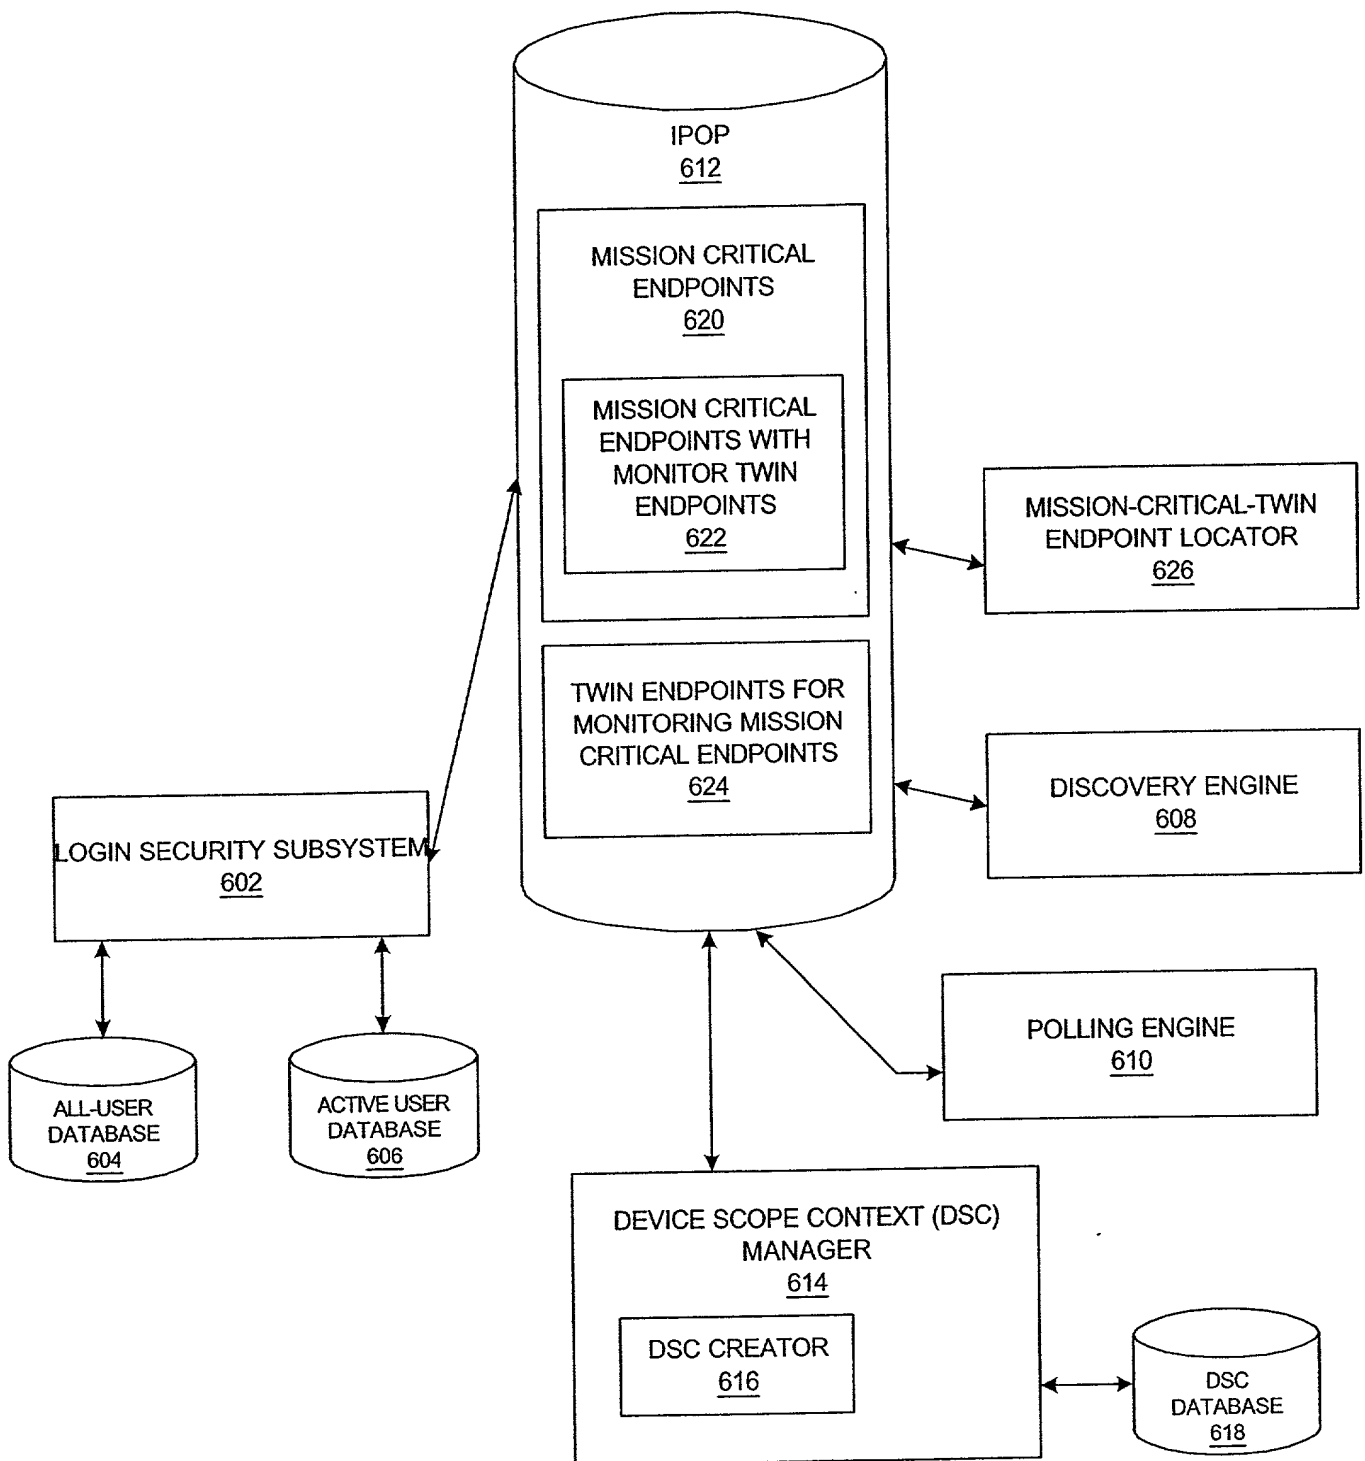 IPOP
612
MISSION CRITICAL
ENDPOINTS
620
MISSION CRITICAL
ENDPOINTS WITH
MONITOR TWIN
ENDPOINTS
622
MISSION-CRITICAL-TWIN
ENDPOINT LOCATOR
626
TWIN ENDPOINTS FOR
MONITORING MISSION
CRITICAL ENDPOINTS
624
DISCOVERY ENGINE
608
LOGIN SECURITY SUBSYSTEM
602
POLLING ENGINE
610
ALL-USER
DATABASE
604
ACTIVE USER
DATABASE
606
DEVICE SCOPE CONTEXT (DSC)
MANAGER
614
DSC CREATOR
616
DSC
DATABASE
618